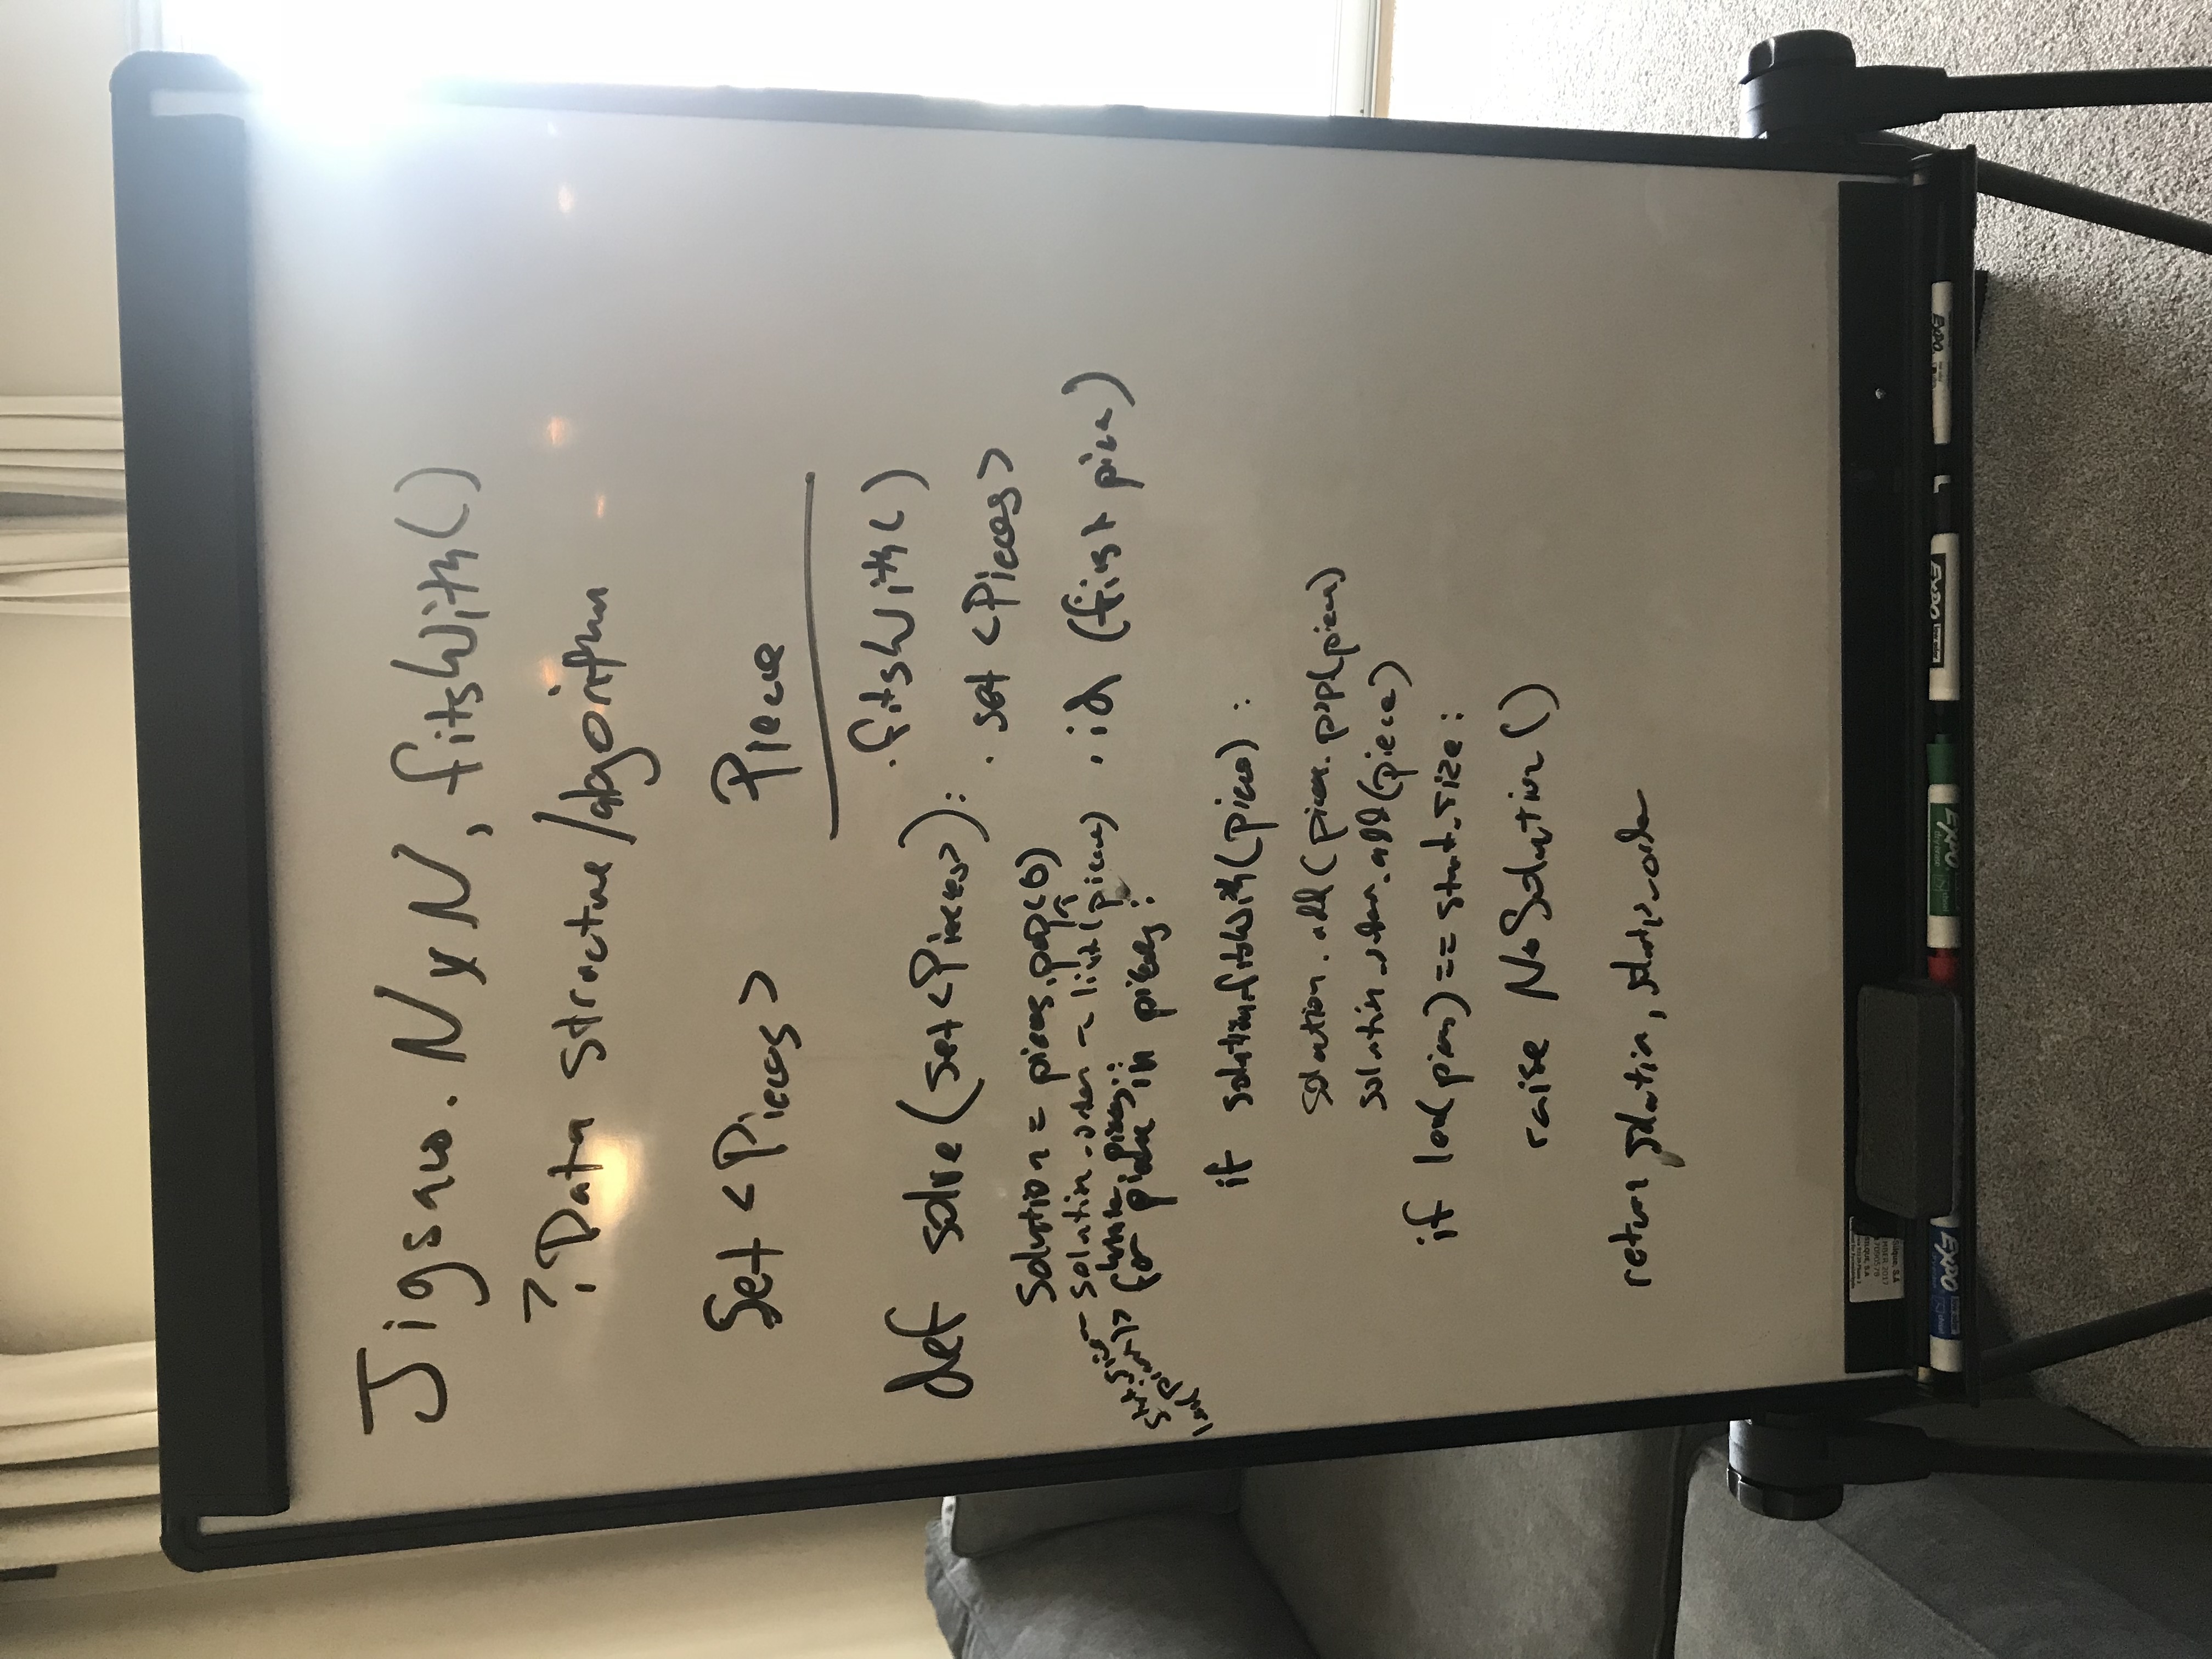 Jigsaw. NxN, fitsWith()
? Data structure/algorithm
Set <Pieces>
Piece
. fitsWith()
. set <Pieces>
. id (first piece)
def solve(set<Pieces>):
solution = pieces.pop(0)
solution_order = list(piece)
start_size =
len(pieces)
while pieces:
for piece in pieces:
if solution.fitsWith(piece) :
solution.add(pieces.pop(piece)
solution_order.add(piece)
if len(pieces) == start_size :
raise NoSolution()
return solution, solution_order
EXPO
EXPO
EXPO
EXPO